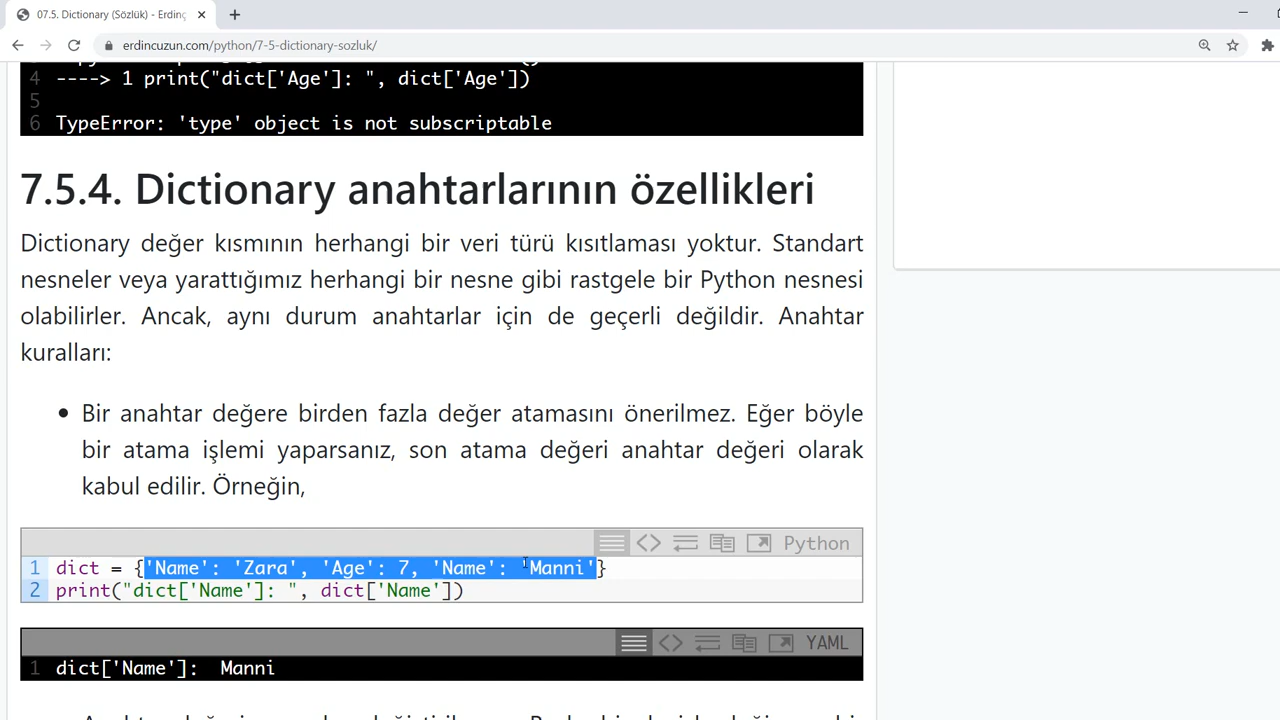 07.5. Dictionary (Sözlük) - Erdinç
erdincuzun.com/python/7-5-dictionary-sozluk/
4 ----> 1 print("dict['Age']: ", dict['Age'])
5
6 TypeError: 'type' object is not subscriptable
7.5.4. Dictionary anahtarlarının özellikleri
Dictionary değer kısmının herhangi bir veri türü kısıtlaması yoktur. Standart
nesneler veya yarattığımız herhangi bir nesne gibi rastgele bir Python nesnesi
olabilirler. Ancak, aynı durum anahtarlar için de geçerli değildir. Anahtar
kuralları:
• Bir anahtar değere birden fazla değer atamasını önerilmez. Eğer böyle
bir atama işlemi yaparsanız, son atama değeri anahtar değeri olarak
kabul edilir. Örneğin,
Python
1 dict = {'Name': 'Zara', 'Age': 7, 'Name': 'Manni'}
2 print("dict['Name']: ", dict['Name'])
YAML
1 dict['Name']:  Manni